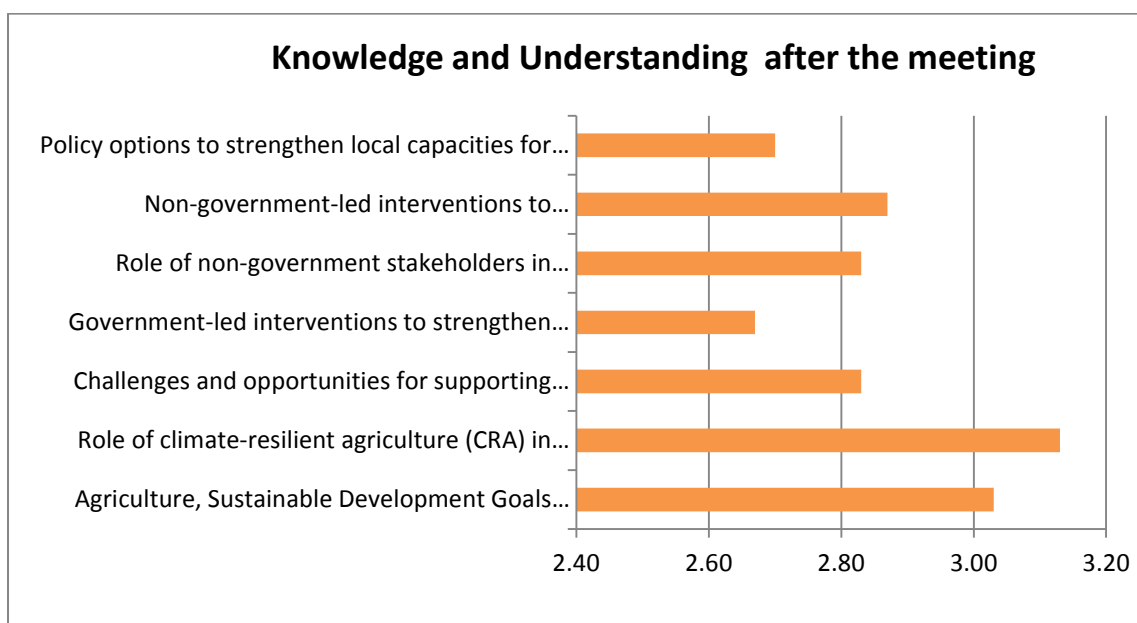 Knowledge and Understanding after the meeting
Policy options to strengthen local capacities for…
Non-government-led interventions to…
Role of non-government stakeholders in…
Government-led interventions to strengthen…
Challenges and opportunities for supporting…
Role of climate-resilient agriculture (CRA) in…
Agriculture, Sustainable Development Goals…
2.40 2.60 2.80 3.00 3.20